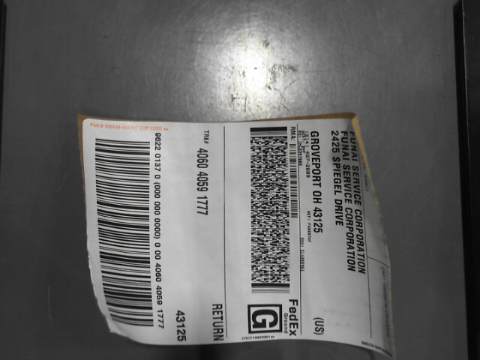 FUNAI SERVICE CORPORATION
FUNAI SERVICE CORPORATION
2425 SPIEGEL DRIVE
GROVEPORT OH 43125
(US)
FedEx
Ground
G
TRK#
4060 4059 1777
RETURN
43125
9622 0137 0 (000 000 0000) 0 00 4060 4059 1777